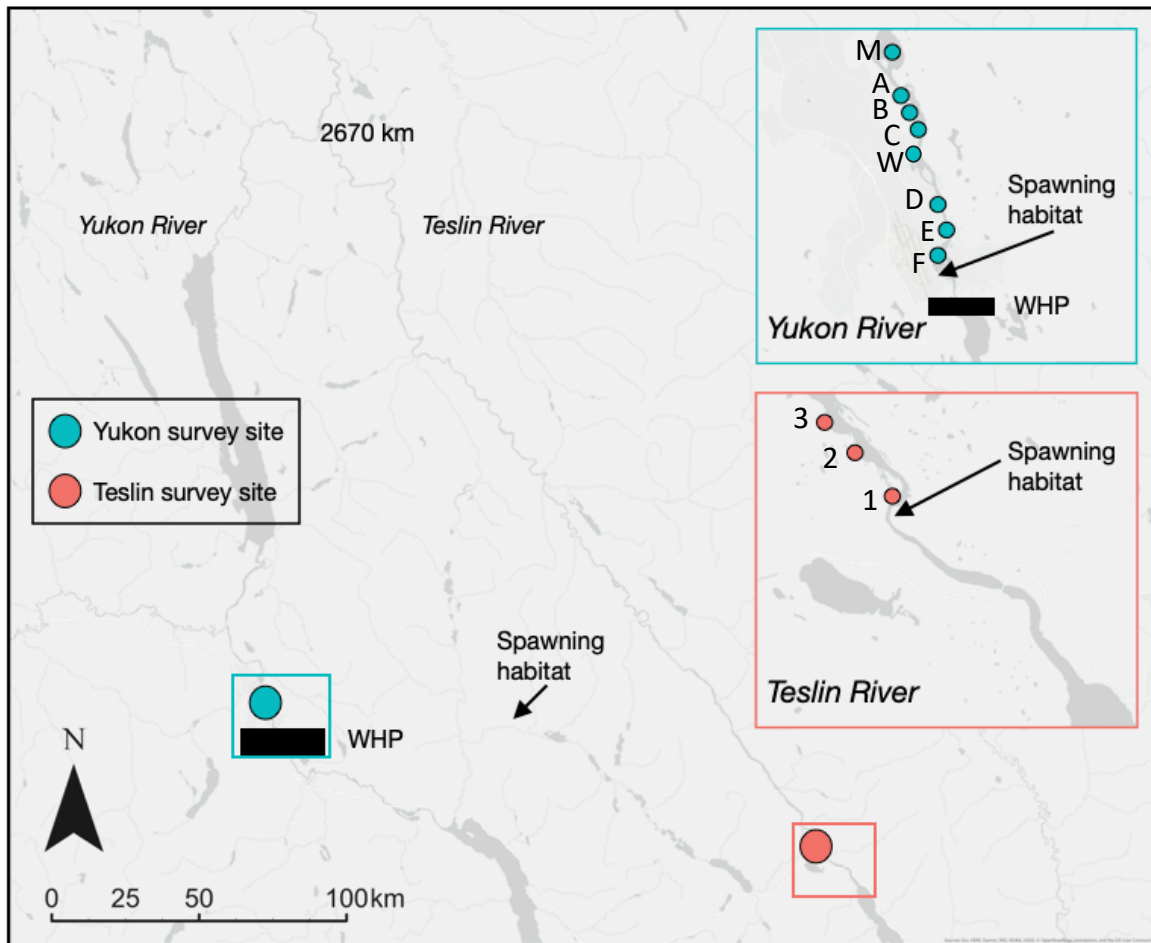 2670 km
Yukon River
Teslin River
Yukon survey site
Teslin survey site
Spawning
habitat
WHP
N
0 25 50 100km
M
A
B
C
W
D
E
F
Spawning
habitat
WHP
Yukon River
3
2
1
Spawning
habitat
Teslin River